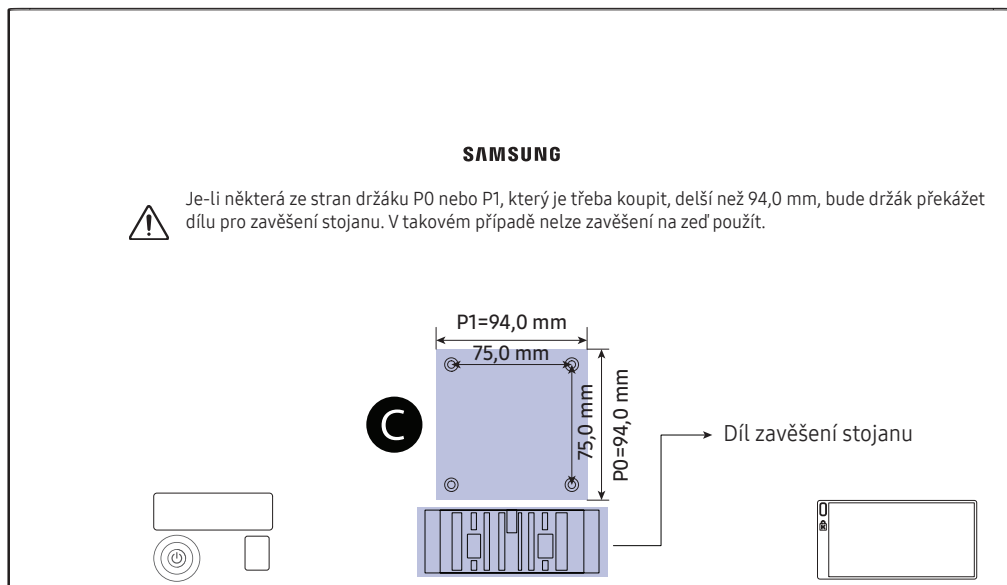 SAMSUNG
Je-li některá ze stran držáku P0 nebo P1, který je třeba koupit, delší než 94,0 mm, bude držák překážet
dílu pro zavěšení stojanu. V takovém případě nelze zavěšení na zeď použít.
P1=94,0 mm
75,0 mm
75,0 mm
P0=94,0 mm
C
Díl zavěšení stojanu